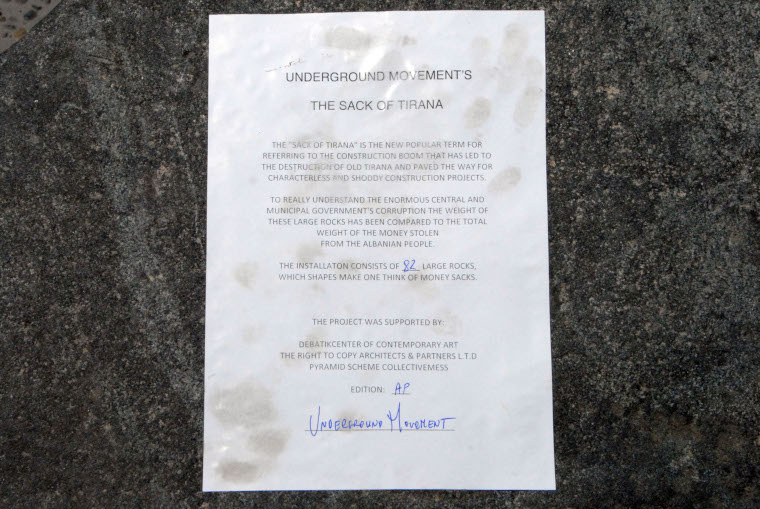 UNDERGROUND MOVEMENT'S
THE SACK OF TIRANA
THE "SACE OF TIRANA" IS THE NEW POPULAR TERM FOR
REFERRING TO THE CONSTRUCTION BOOM THAT HAS LED TO
THE DESTRUCTION OF OLD TIRANA AND PAVED THE WAY FOR
CHARACTERLESS AND SHODDY CONSTRUCTION PROJECTS.
TO REALLY UNDERSTAND THE ENORMOUS CENTRAL AND
MUNICIPAL GOVERNMENT'S CORRUPTION THE WEIGHT OF
THESE LARGE ROCKS HAS BEEN COMPARED TO THE TOTAL
WEIGHT OF THE MONEY STOLEN
FROM THE ALBANIAN PEOPLE.
THE INSTALLATON CONSISTS OF 82 LARGE ROCKS,
WHICH SHAPES MAKE ONE THINK OF MONEY SACKS.
THE PROJECT WAS SUPPORTED BY:
DEBATIKCENTER OF CONTEMPORARY ART
THE RIGHT TO COPY ARCHITECTS & PARTNERS L.T.D
PYRAMID SCHEME COLLECTIVEMESS
EDITION: AP
UNDERGROUND MOVEMENT